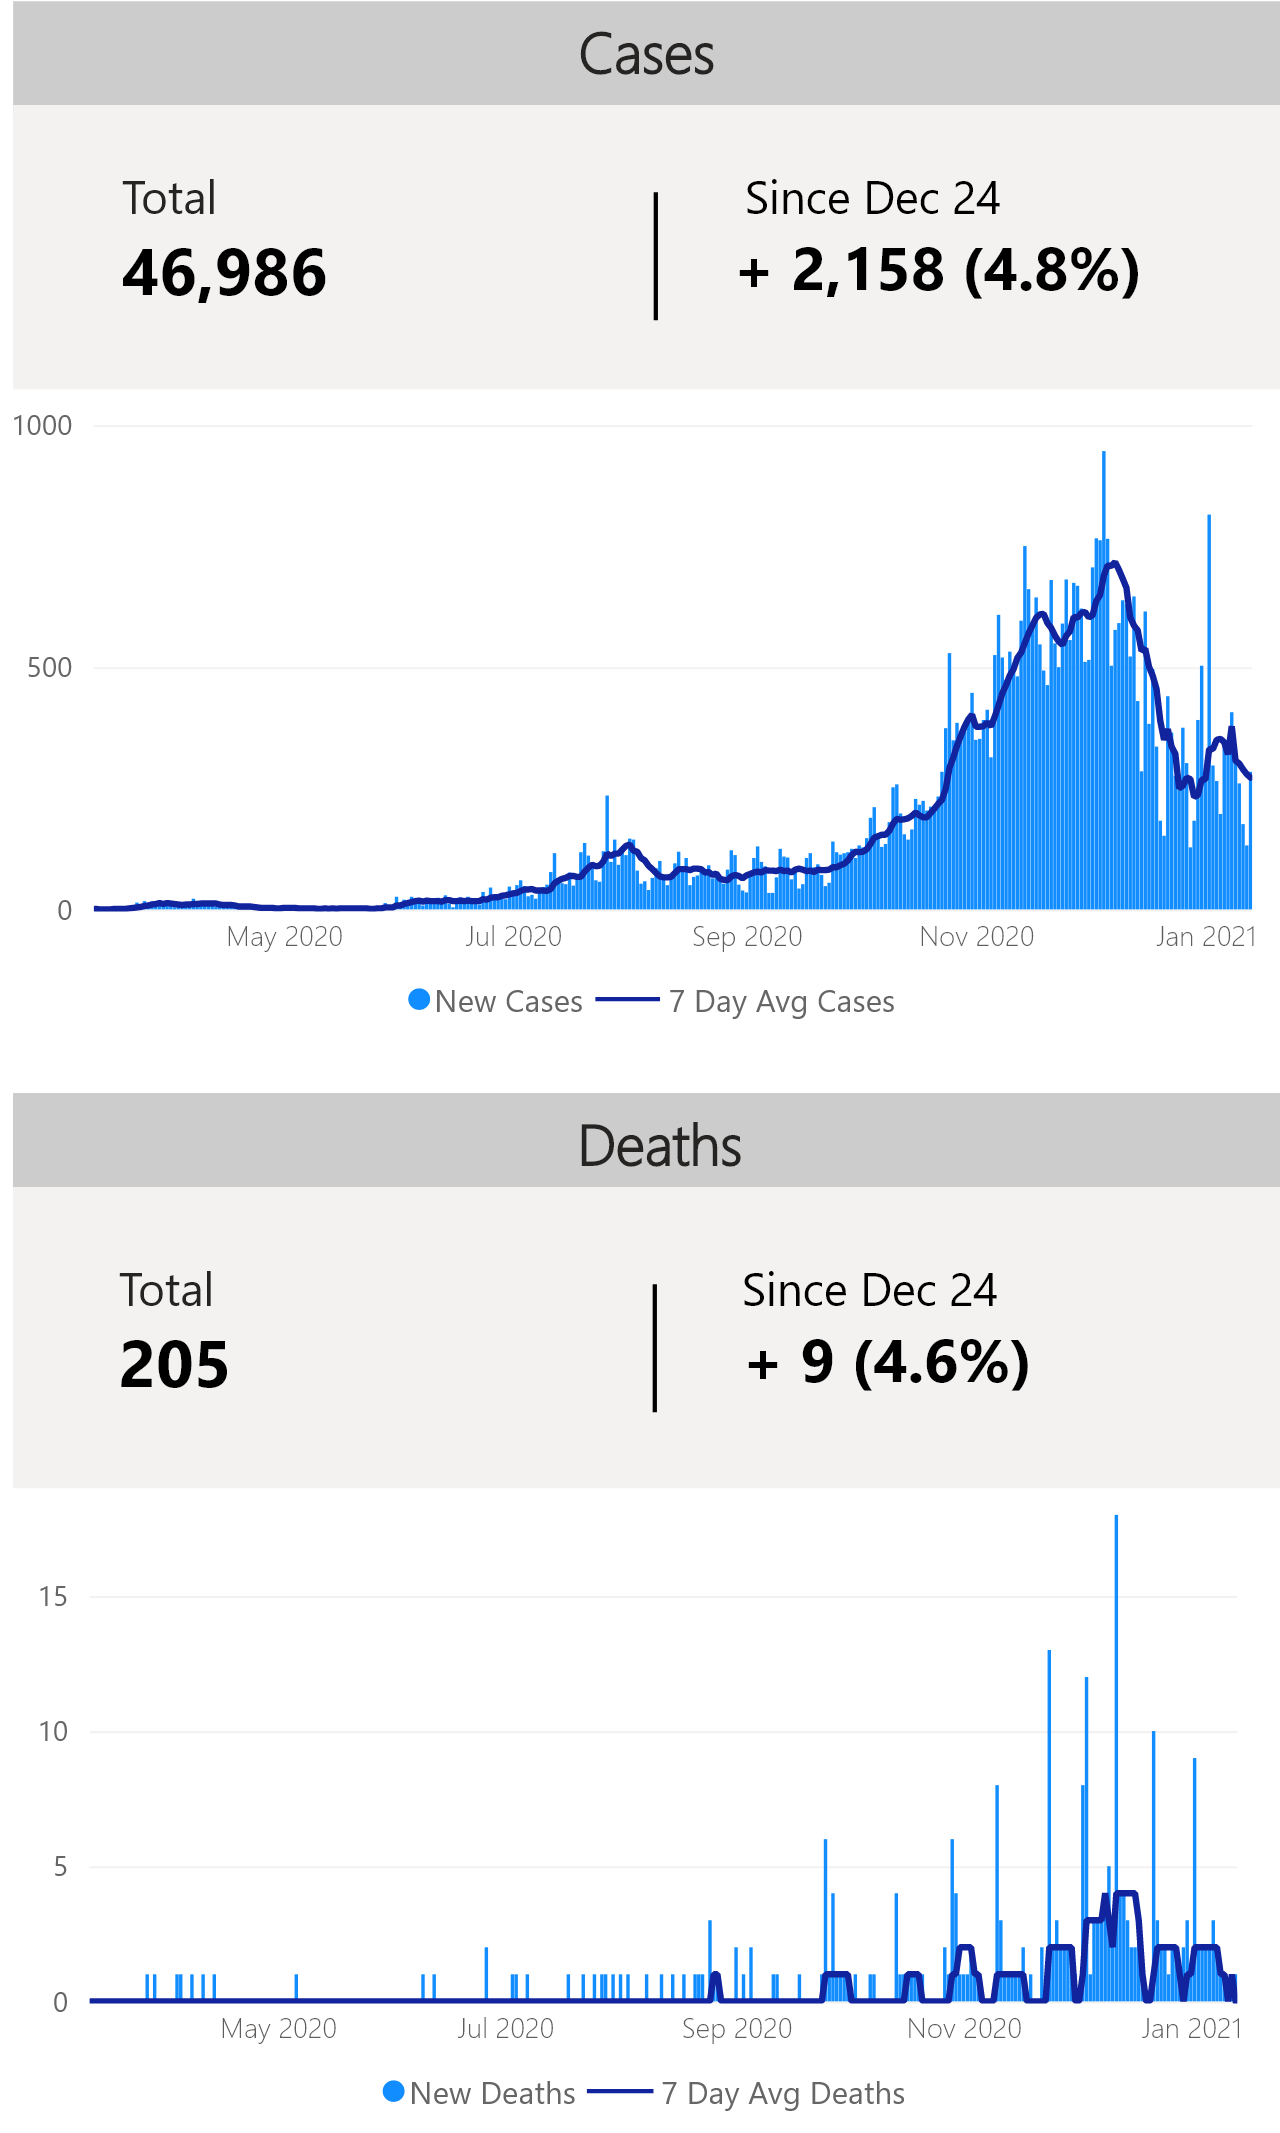 Cases
Total
Since Dec 24
46,986
+ 2,158 (4.8%)
1000
500
0
May 2020
Jul 2020
Sep 2020
Nov 2020
Jan 2021
New Cases
7 Day Avg Cases
Deaths
Total
Since Dec 24
205
+ 9 (4.6%)
15
10
5
0
May 2020
Jul 2020
Sep 2020
Nov 2020
Jan 2021
New Deaths
7 Day Avg Deaths